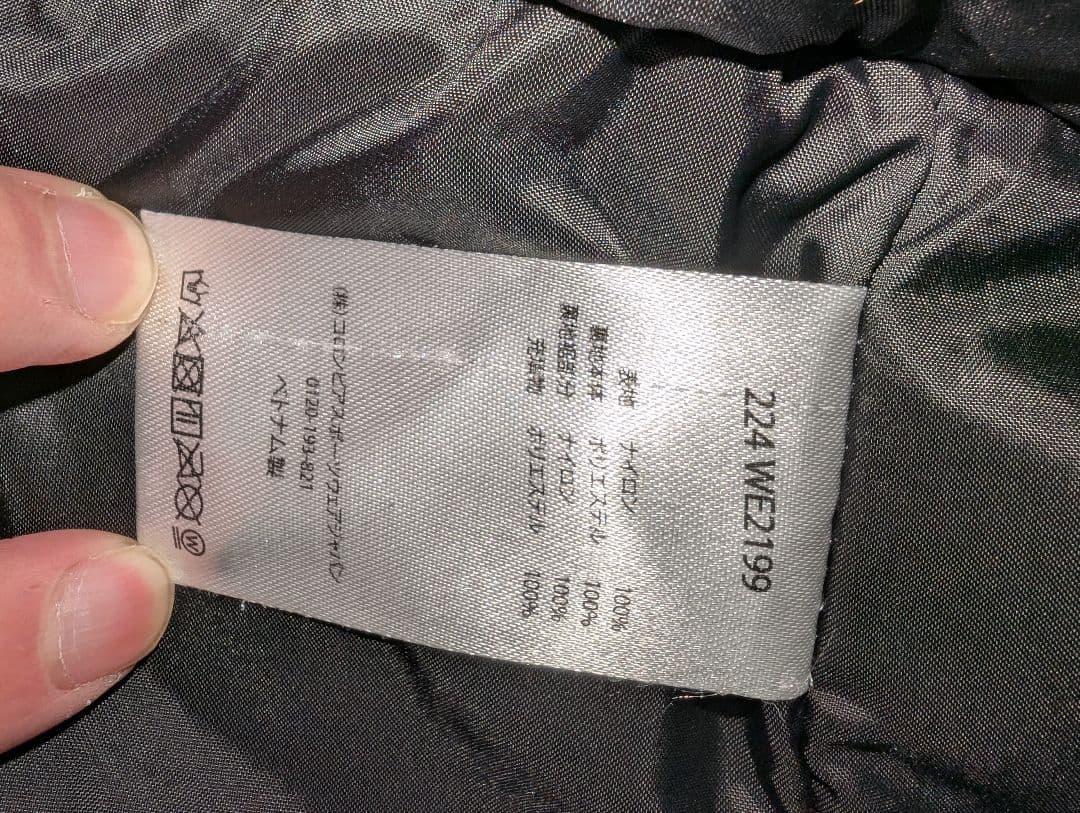 224 WE2199
表地 ナイロン 100%
裏地本体 ポリエステル 100%
裏地裾部分 ナイロン 100%
充填物 ポリエステル 100%
(株)コロンビアスポーツウェアジャパン
0120-193-821
ベトナム製
W